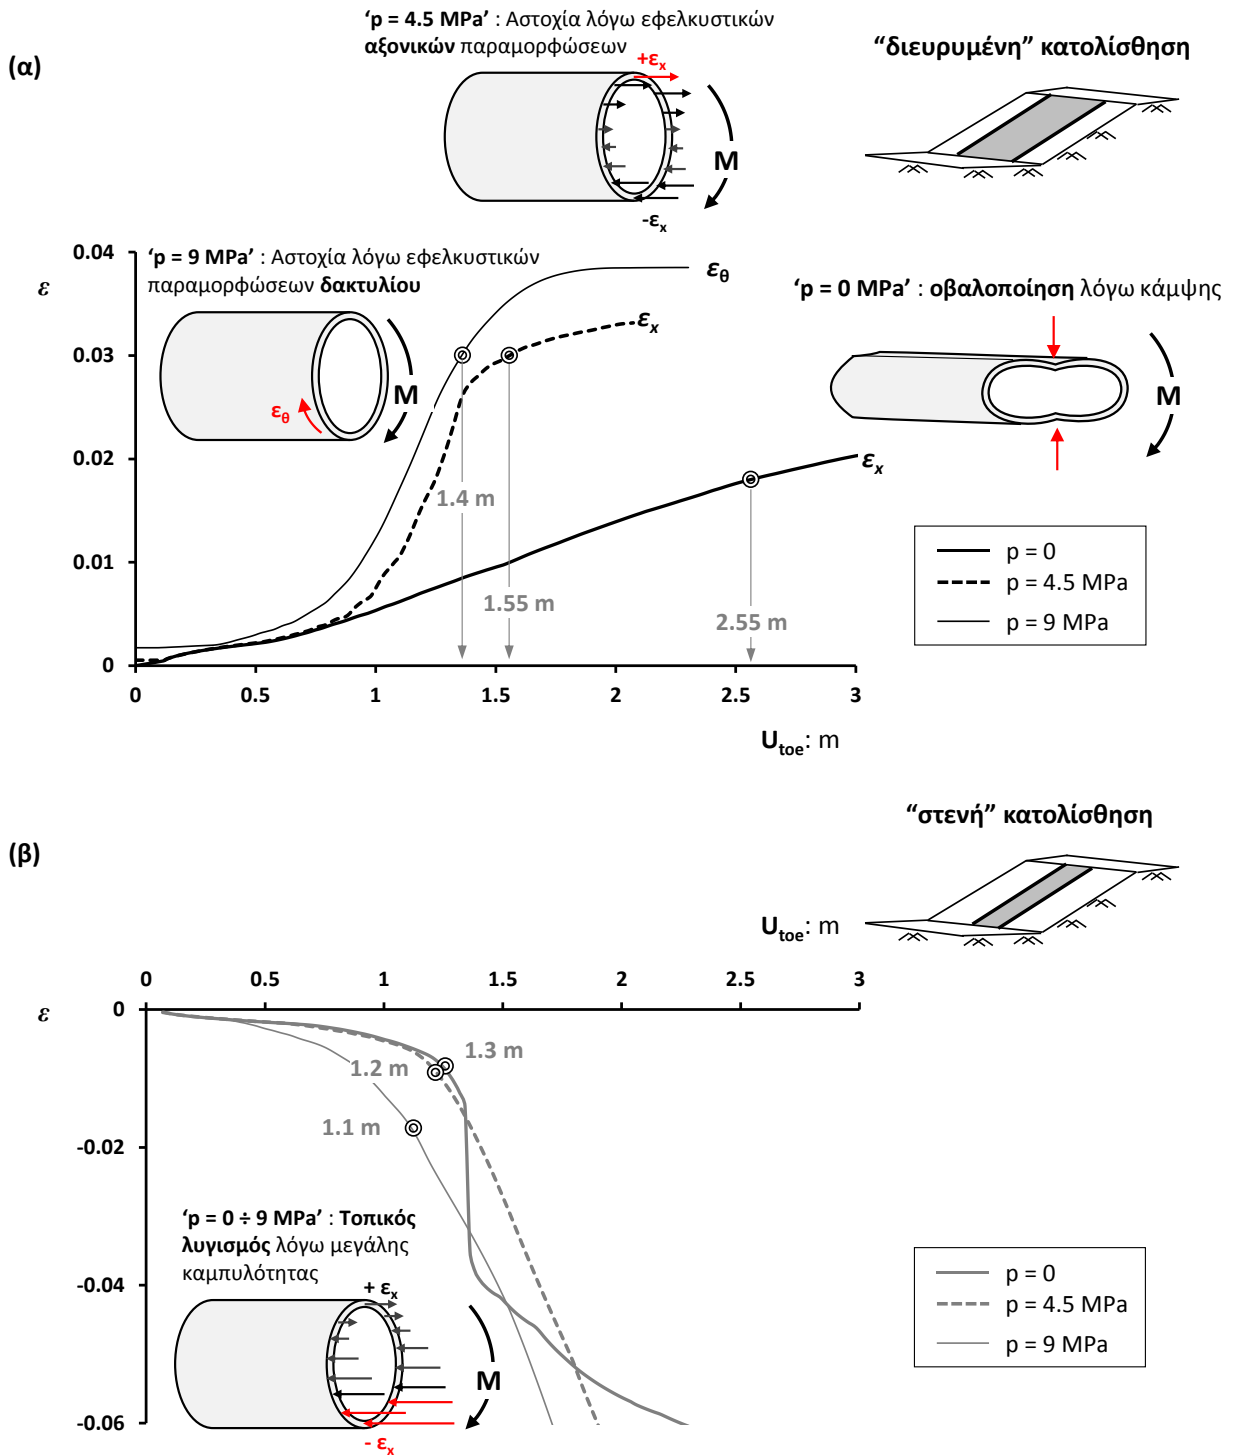 ‘p = 4.5 MPa’ : Αστοχία λόγω εφελκυστικών
αξονικών παραμορφώσεων
“διευρυμένη” κατολίσθηση
(α)
+εx
M
-εx
‘p = 9 MPa’ : Αστοχία λόγω εφελκυστικών
παραμορφώσεων δακτυλίου
‘p = 0 MPa’ : οβαλοποίηση λόγω κάμψης
ε
0.04
0.03
0.02
0.01
0
εθ
M
εθ
εx
M
εx
1.4 m
1.55 m
2.55 m
p = 0
p = 4.5 MPa
p = 9 MPa
0 0.5 1 1.5 2 2.5 3
Utoe: m
“στενή” κατολίσθηση
(β)
Utoe: m
0 0.5 1 1.5 2 2.5 3
ε
0
-0.02
-0.04
-0.06
1.3 m
1.2 m
1.1 m
‘p = 0 ÷ 9 MPa’ : Τοπικός
λυγισμός λόγω μεγάλης
καμπυλότητας
+ εx
M
- εx
p = 0
p = 4.5 MPa
p = 9 MPa